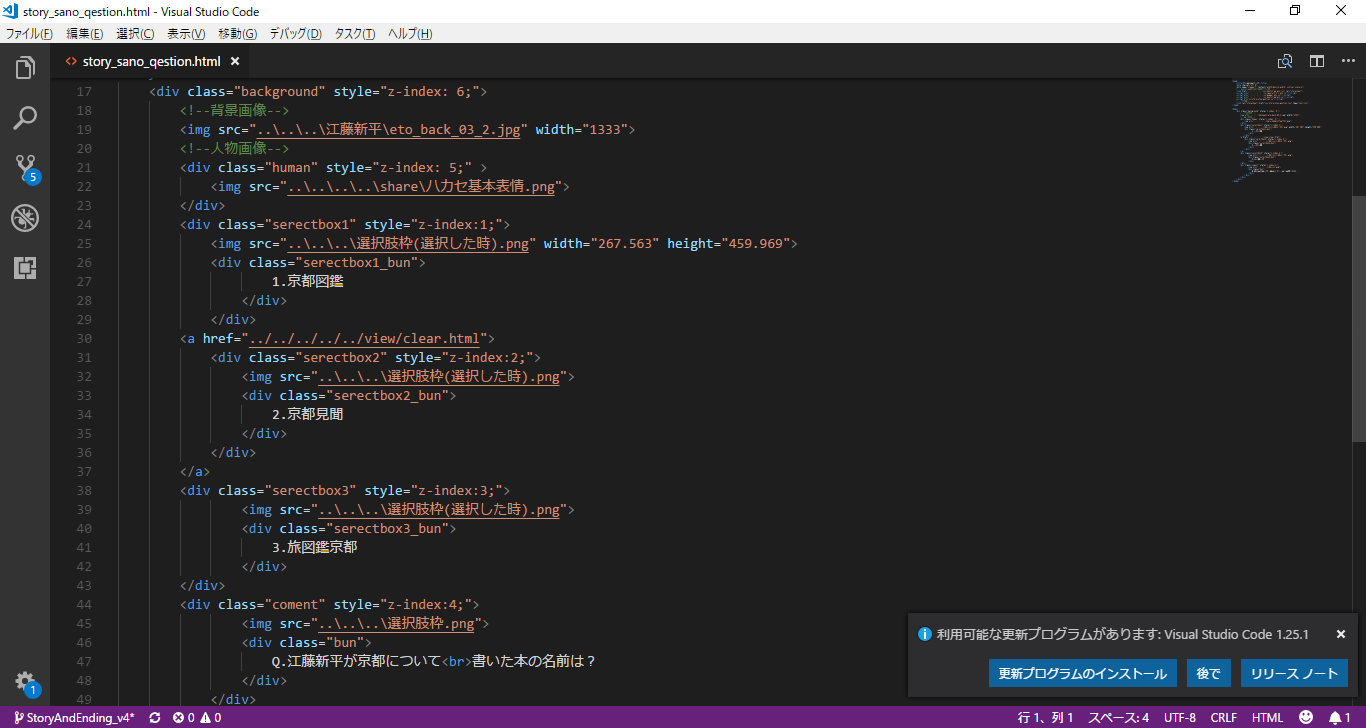 story_sano_qestion.html - Visual Studio Code
ファイル(F) 編集(E) 選択(C) 表示(V) 移動(G) デバッグ(D) タスク(T) ヘルプ(H)
<> story_sano_qestion.html ×
17 <div class="background" style="z-index: 6;">
18 <!--背景画像-->
19 <img src="..\..\..\江藤新平\eto_back_03_2.jpg" width="1333">
20 <!--人物画像-->
21 <div class="human" style="z-index: 5;" >
22 <img src="..\..\..\..\share\ハカセ基本表情.png">
23 </div>
24 <div class="serectbox1" style="z-index:1;">
25 <img src="..\..\..\選択肢枠(選択した時).png" width="267.563" height="459.969">
26 <div class="serectbox1_bun">
27 1.京都図鑑
28 </div>
29 </div>
30 <a href="../../../../../view/clear.html">
31 <div class="serectbox2" style="z-index:2;">
32 <img src="..\..\..\選択肢枠(選択した時).png">
33 <div class="serectbox2_bun">
34 2.京都見聞
35 </div>
36 </div>
37 </a>
38 <div class="serectbox3" style="z-index:3;">
39 <img src="..\..\..\選択肢枠(選択した時).png">
40 <div class="serectbox3_bun">
41 3.旅図鑑京都
42 </div>
43 </div>
44 <div class="coment" style="z-index:4;">
45 <img src="..\..\..\選択肢枠.png">
46 <div class="bun">
47 Q.江藤新平が京都について<br>書いた本の名前は？
48 </div>
49 </div>
5
1
利用可能な更新プログラムがあります: Visual Studio Code 1.25.1
更新プログラムのインストール 後で リリース ノート
StoryAndEnding_v4* 0 0 行 1、列 1 スペース: 4 UTF-8 CRLF HTML 1